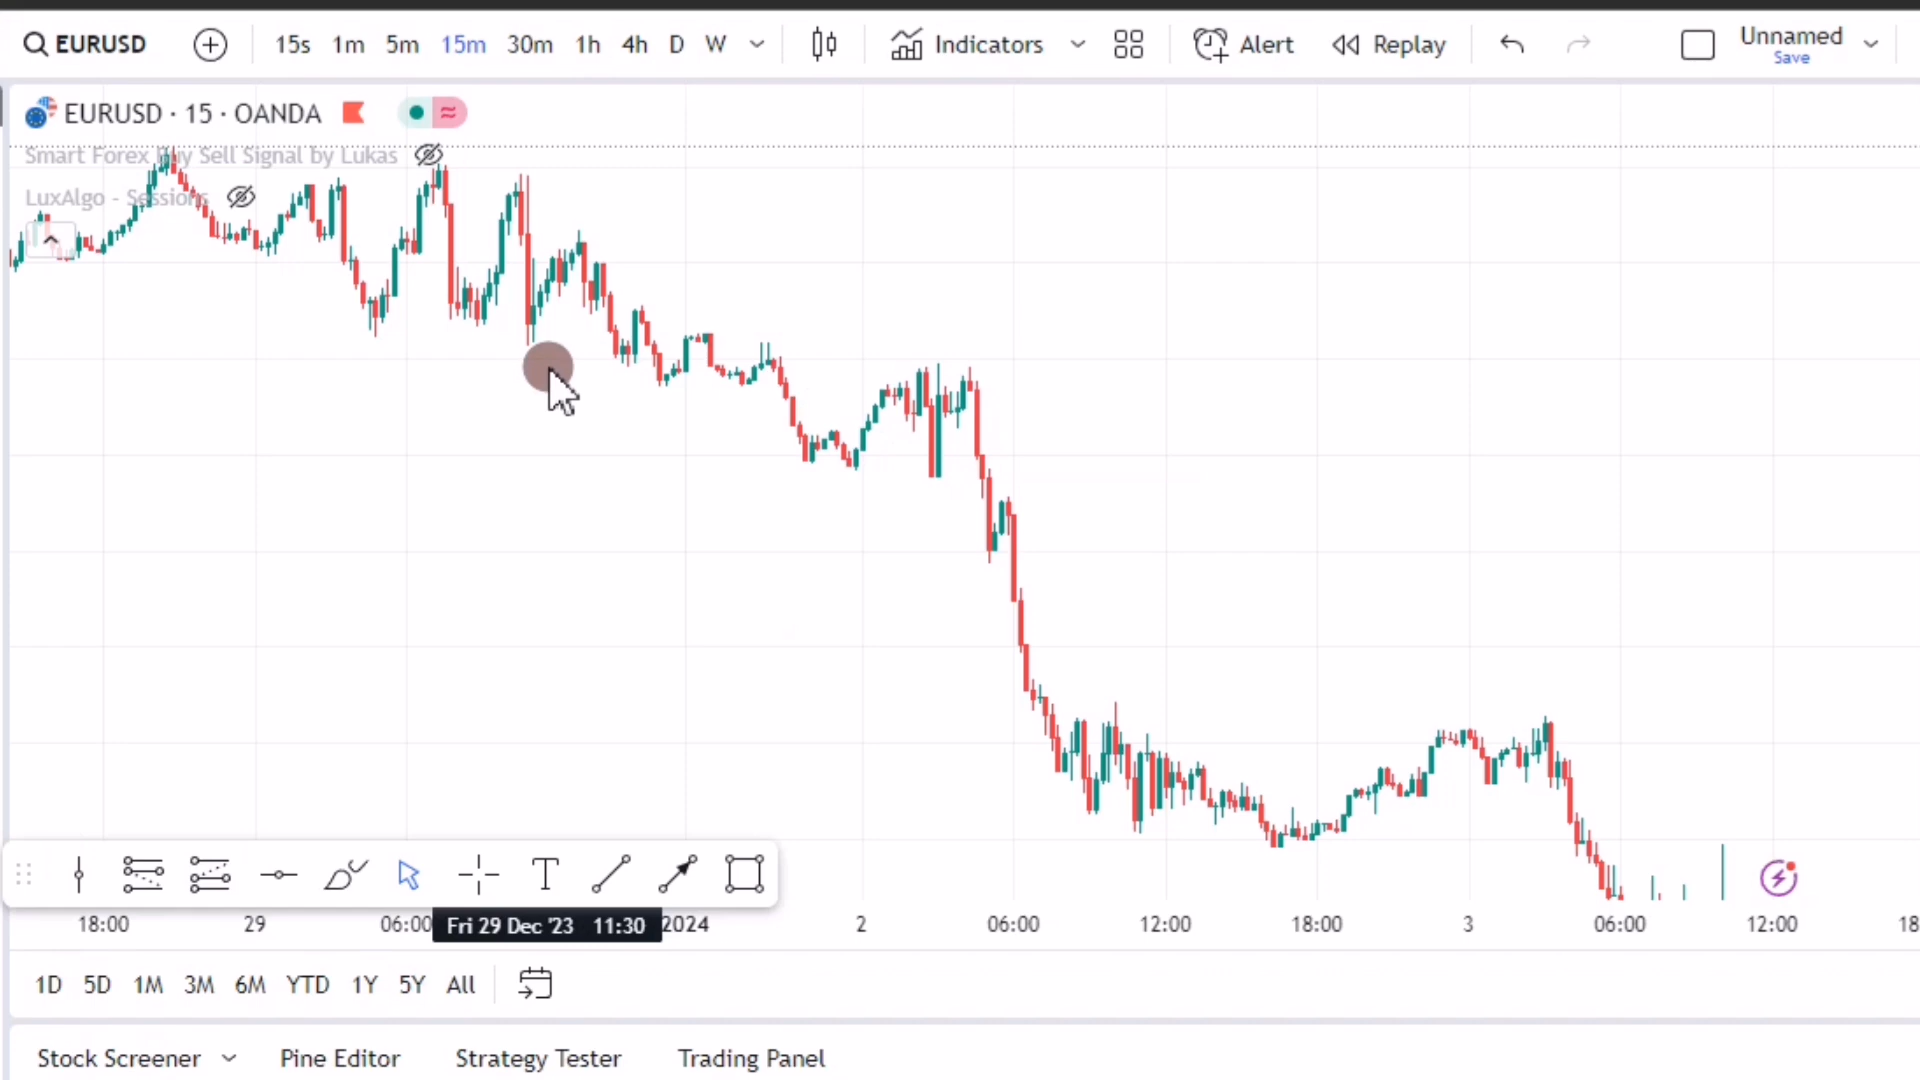 EURUSD 15s 1m 5m 15m 30m 1h 4h D W Indicators Alert Replay Unnamed
Save
EURUSD · 15 · OANDA
Smart Forex Buy Sell Signal by Lukas
LuxAlgo - Sessions
18:00 29 06:00 Fri 29 Dec '23 11:30 2024 2 06:00 12:00 18:00 3 06:00 12:00 18
1D 5D 1M 3M 6M YTD 1Y 5Y All
Stock Screener Pine Editor Strategy Tester Trading Panel